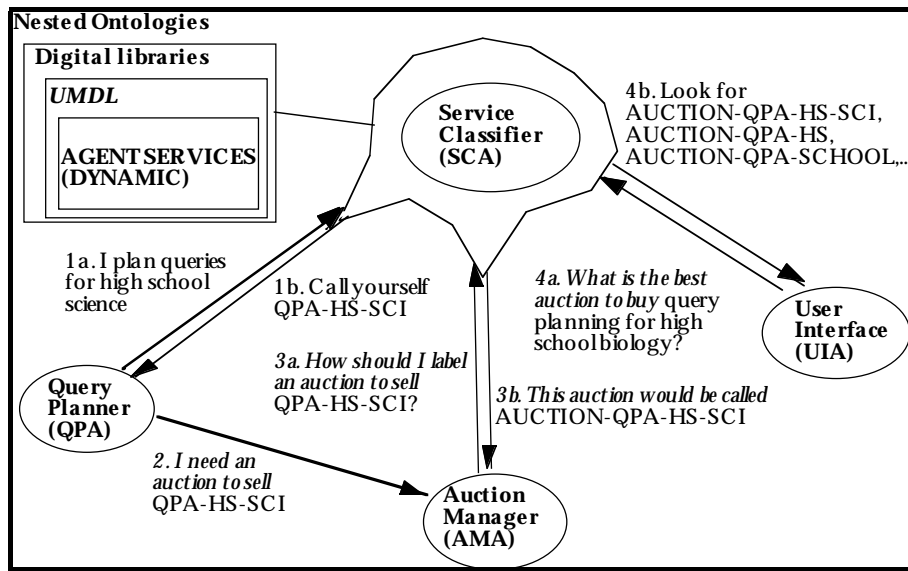 Nested Ontologies
Digital libraries
UMDL
AGENT SERVICES
(DYNAMIC)
Service
Classifier
(SCA)
4b. Look for
AUCTION-QPA-HS-SCI,
AUCTION-QPA-HS,
AUCTION-QPA-SCHOOL,..
1a. I plan queries
for high school
science
1b. Call yourself
QPA-HS-SCI
4a. What is the best
auction to buy query
planning for high
school biology?
User
Interface
(UIA)
3a. How should I label
an auction to sell
QPA-HS-SCI?
3b. This auction would be called
AUCTION-QPA-HS-SCI
Query
Planner
(QPA)
2. I need an
auction to sell
QPA-HS-SCI
Auction
Manager
(AMA)